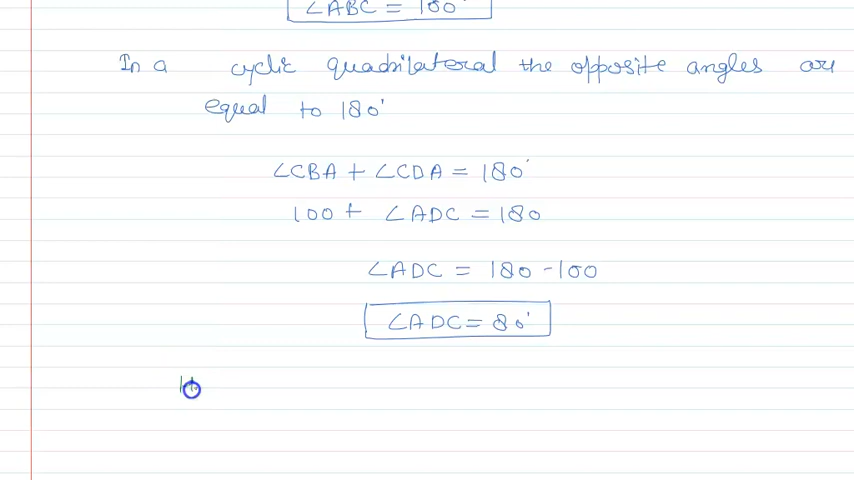 ∠ABC = 100°
In a cyclic quadrilateral the opposite angles are
equal to 180°
∠CBA + ∠CDA = 180°
100 + ∠ADC = 180
∠ADC = 180 - 100
∠ADC = 80°